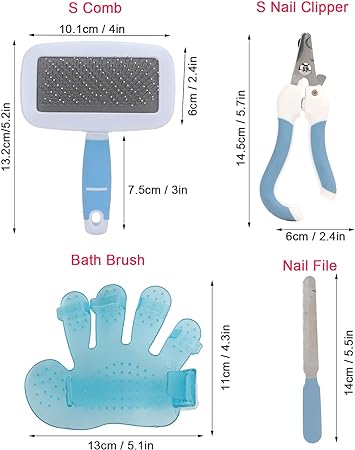 S Comb
10.1cm / 4in
6cm / 2.4in
13.2cm/5.2in
7.5cm / 3in
S Nail Clipper
14.5cm / 5.7in
6cm / 2.4in
Bath Brush
11cm / 4.3in
13cm / 5.1in
Nail File
14cm / 5.5in